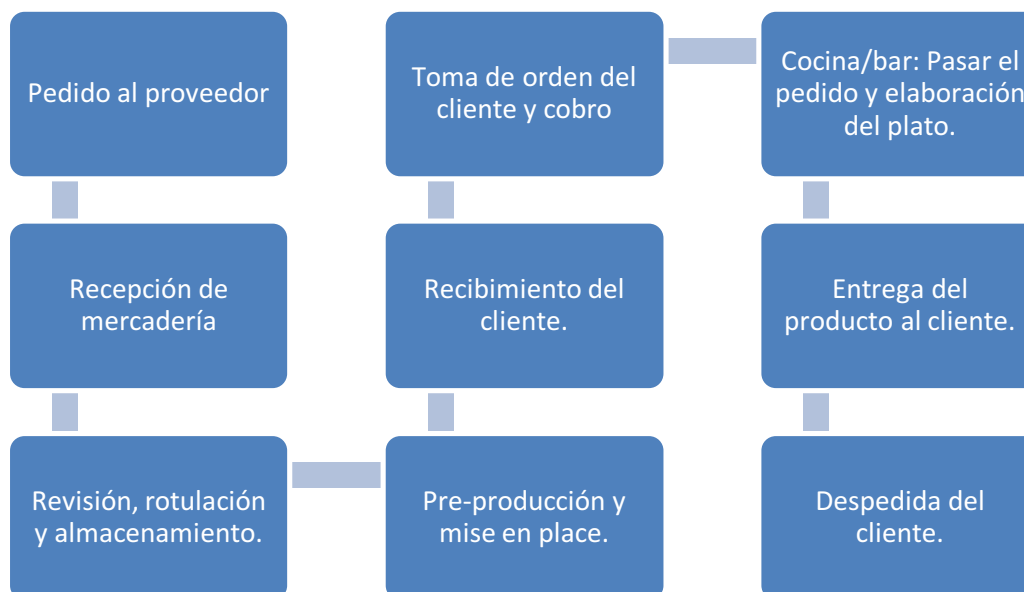 Pedido al proveedor
Recepción de
mercadería
Revisión, rotulación
y almacenamiento.
Pre-producción y
mise en place.
Recibimiento del
cliente.
Toma de orden del
cliente y cobro
Cocina/bar: Pasar el
pedido y elaboración
del plato.
Entrega del
producto al cliente.
Despedida del
cliente.